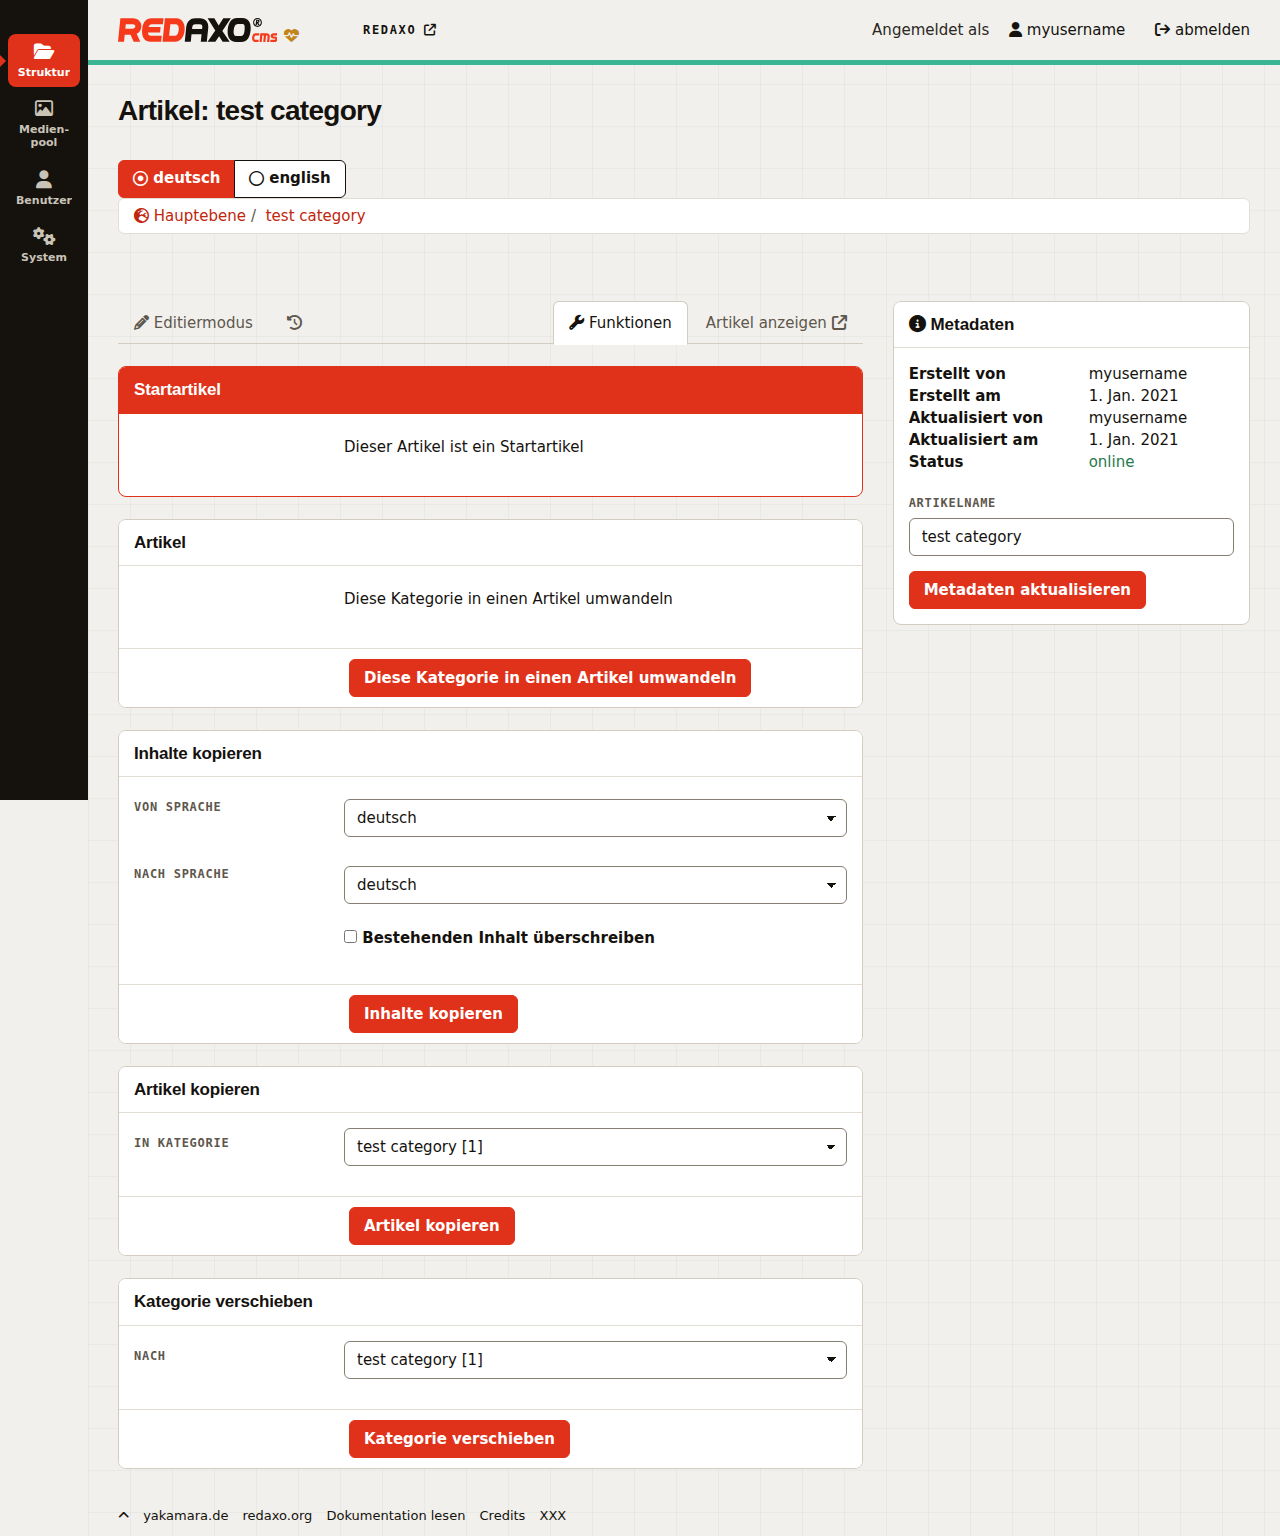 REDAXO® cms
REDAXO
Angemeldet als myusername abmelden
Struktur
Medien-
pool
Benutzer
System
Artikel: test category
deutsch english
Hauptebene / test category
Editiermodus
Funktionen
Artikel anzeigen
Startartikel
Dieser Artikel ist ein Startartikel
Artikel
Diese Kategorie in einen Artikel umwandeln
Diese Kategorie in einen Artikel umwandeln
Inhalte kopieren
VON SPRACHE
deutsch
NACH SPRACHE
deutsch
Bestehenden Inhalt überschreiben
Inhalte kopieren
Artikel kopieren
IN KATEGORIE
test category [1]
Artikel kopieren
Kategorie verschieben
NACH
test category [1]
Kategorie verschieben
Metadaten
Erstellt von myusername
Erstellt am 1. Jan. 2021
Aktualisiert von myusername
Aktualisiert am 1. Jan. 2021
Status online
ARTIKELNAME
test category
Metadaten aktualisieren
yakamara.de redaxo.org Dokumentation lesen Credits XXX